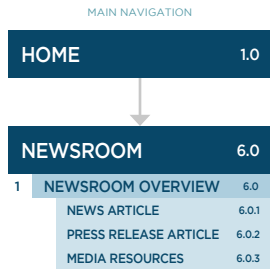 MAIN NAVIGATION
HOME 1.0
NEWSROOM 6.0
1 NEWSROOM OVERVIEW 6.0
NEWS ARTICLE 6.0.1
PRESS RELEASE ARTICLE 6.0.2
MEDIA RESOURCES 6.0.3